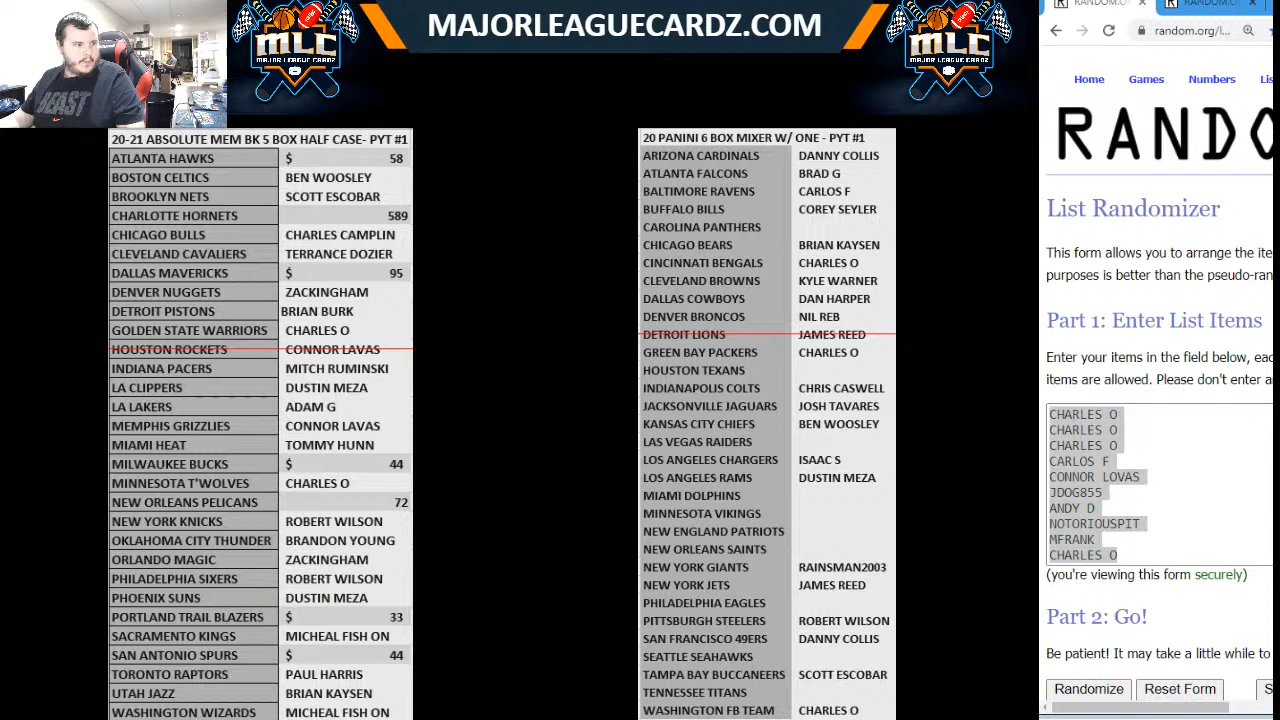 MAJORLEAGUECARDZ.COM
MLC
MAJOR LEAGUE CARDZ
MLC
MAJOR LEAGUE CARDZ
BEAST
20-21 ABSOLUTE MEM BK 5 BOX HALF CASE- PYT #1
ATLANTA HAWKS $ 58
BOSTON CELTICS BEN WOOSLEY
BROOKLYN NETS SCOTT ESCOBAR
CHARLOTTE HORNETS 589
CHICAGO BULLS CHARLES CAMPLIN
CLEVELAND CAVALIERS TERRANCE DOZIER
DALLAS MAVERICKS $ 95
DENVER NUGGETS ZACKINGHAM
DETROIT PISTONS BRIAN BURK
GOLDEN STATE WARRIORS CHARLES O
HOUSTON ROCKETS CONNOR LAVAS
INDIANA PACERS MITCH RUMINSKI
LA CLIPPERS DUSTIN MEZA
LA LAKERS ADAM G
MEMPHIS GRIZZLIES CONNOR LAVAS
MIAMI HEAT TOMMY HUNN
MILWAUKEE BUCKS $ 44
MINNESOTA T'WOLVES CHARLES O
NEW ORLEANS PELICANS 72
NEW YORK KNICKS ROBERT WILSON
OKLAHOMA CITY THUNDER BRANDON YOUNG
ORLANDO MAGIC ZACKINGHAM
PHILADELPHIA SIXERS ROBERT WILSON
PHOENIX SUNS DUSTIN MEZA
PORTLAND TRAIL BLAZERS $ 33
SACRAMENTO KINGS MICHEAL FISH ON
SAN ANTONIO SPURS $ 44
TORONTO RAPTORS PAUL HARRIS
UTAH JAZZ BRIAN KAYSEN
WASHINGTON WIZARDS MICHEAL FISH ON
20 PANINI 6 BOX MIXER W/ ONE - PYT #1
ARIZONA CARDINALS DANNY COLLIS
ATLANTA FALCONS BRAD G
BALTIMORE RAVENS CARLOS F
BUFFALO BILLS COREY SEYLER
CAROLINA PANTHERS
CHICAGO BEARS BRIAN KAYSEN
CINCINNATI BENGALS CHARLES O
CLEVELAND BROWNS KYLE WARNER
DALLAS COWBOYS DAN HARPER
DENVER BRONCOS NIL REB
DETROIT LIONS JAMES REED
GREEN BAY PACKERS CHARLES O
HOUSTON TEXANS
INDIANAPOLIS COLTS CHRIS CASWELL
JACKSONVILLE JAGUARS JOSH TAVARES
KANSAS CITY CHIEFS BEN WOOSLEY
LAS VEGAS RAIDERS
LOS ANGELES CHARGERS ISAAC S
LOS ANGELES RAMS DUSTIN MEZA
MIAMI DOLPHINS
MINNESOTA VIKINGS
NEW ENGLAND PATRIOTS
NEW ORLEANS SAINTS
NEW YORK GIANTS RAINSMAN2003
NEW YORK JETS JAMES REED
PHILADELPHIA EAGLES
PITTSBURGH STEELERS ROBERT WILSON
SAN FRANCISCO 49ERS DANNY COLLIS
SEATTLE SEAHAWKS
TAMPA BAY BUCCANEERS SCOTT ESCOBAR
TENNESSEE TITANS
WASHINGTON FB TEAM CHARLES O
random.org/l...
Home Games Numbers Lis
RANDO
List Randomizer
This form allows you to arrange the ite
purposes is better than the pseudo-ran
Part 1: Enter List Items
Enter your items in the field below, eac
items are allowed. Please don't enter a
CHARLES O
CHARLES O
CHARLES O
CARLOS F
CONNOR LOVAS
JDOG855
ANDY D
NOTORIOUSPIT
MFRANK
CHARLES O
(you're viewing this form securely)
Part 2: Go!
Be patient! It may take a little while to
Randomize Reset Form S